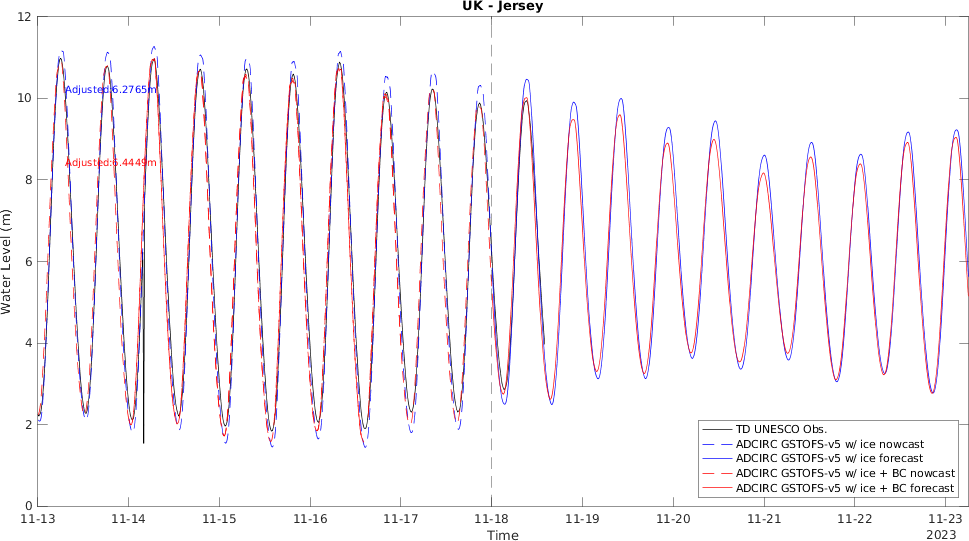 UK - Jersey
12
10
8
6
4
2
0
Water Level (m)
Adjusted:6.2765m
Adjusted:6.4449m
TD UNESCO Obs.
ADCIRC GSTOFS-v5 w/ ice nowcast
ADCIRC GSTOFS-v5 w/ ice forecast
ADCIRC GSTOFS-v5 w/ ice + BC nowcast
ADCIRC GSTOFS-v5 w/ ice + BC forecast
11-13 11-14 11-15 11-16 11-17 11-18 11-19 11-20 11-21 11-22 11-23
Time 2023